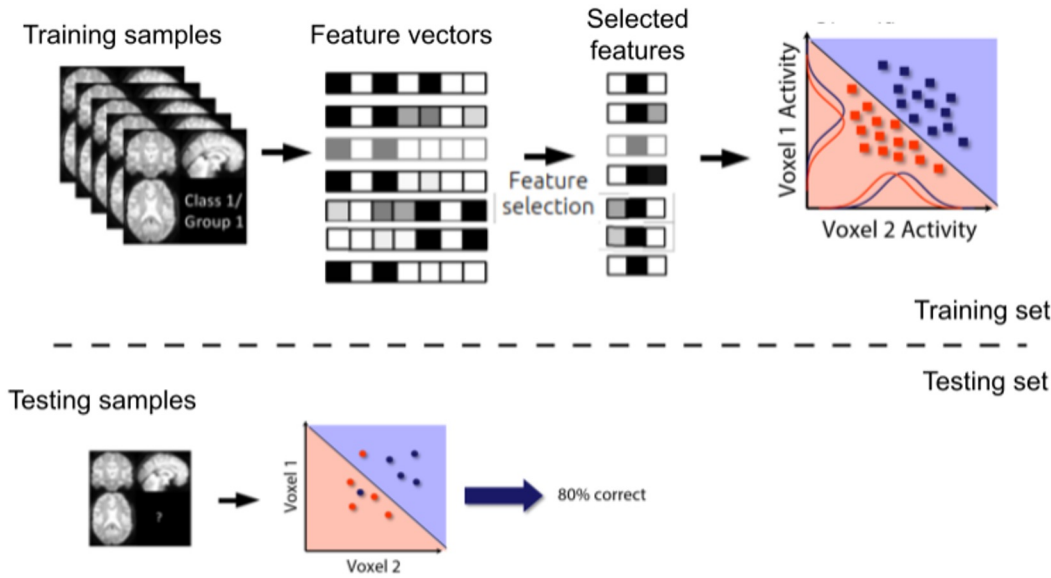 Training samples
Feature vectors
Selected
features
Class 1/
Group 1
Feature
selection
Voxel 1 Activity
Voxel 2 Activity
Training set
Testing set
Testing samples
?
Voxel 1
Voxel 2
80% correct